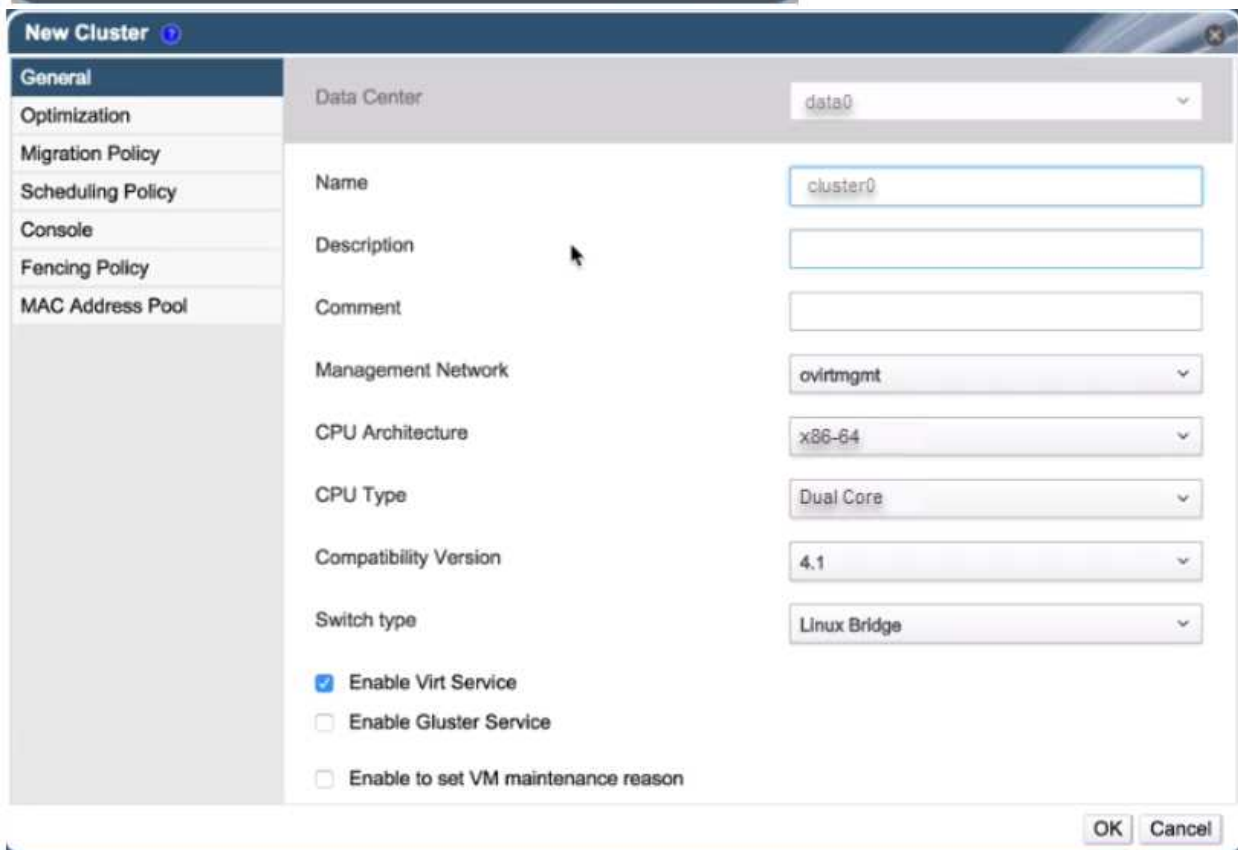 New Cluster ?
General
Optimization
Migration Policy
Scheduling Policy
Console
Fencing Policy
MAC Address Pool
Data Center data0
Name cluster0
Description
Comment
Management Network ovirtmgmt
CPU Architecture x86-64
CPU Type Dual Core
Compatibility Version 4.1
Switch type Linux Bridge
Enable Virt Service
Enable Gluster Service
Enable to set VM maintenance reason
OK Cancel